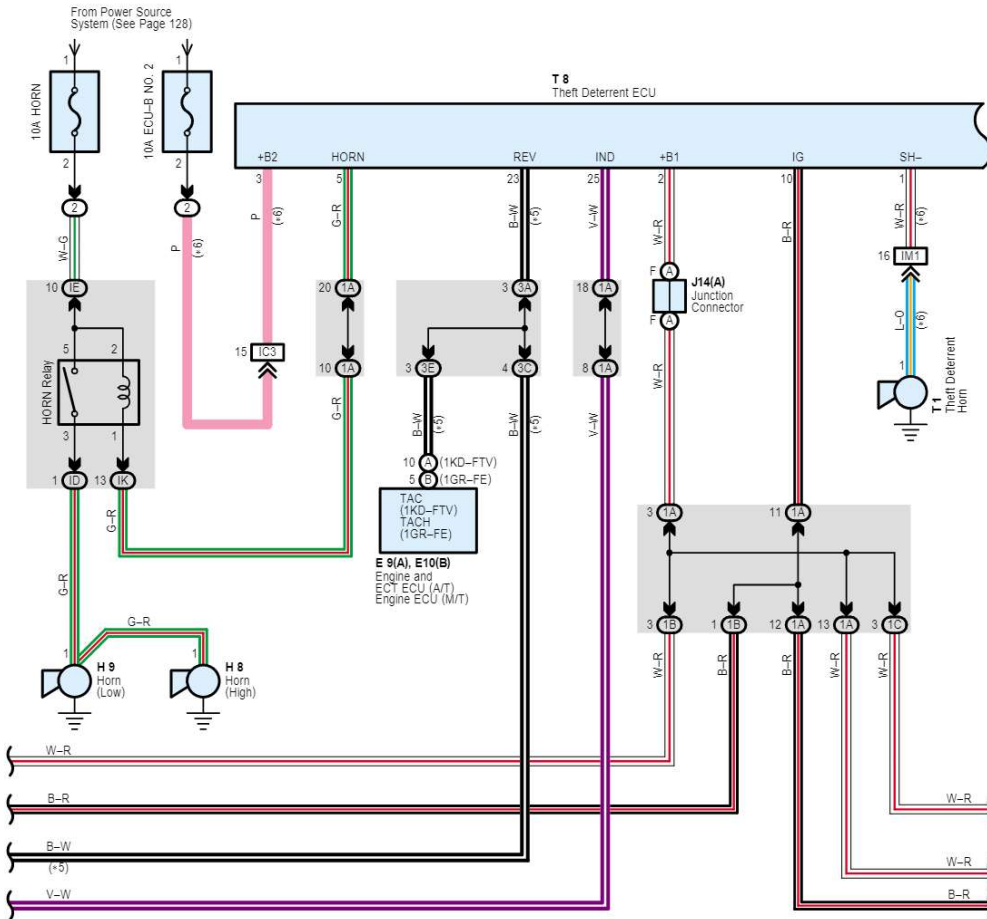 From Power Source
System (See Page 128)
1
1
10A HORN
10A ECU–B NO. 2
2
2
2
2
W–G
P
(∗6)
T 8
Theft Deterrent ECU
+B2
HORN
REV
IND
+B1
IG
SH–
3
5
23
25
2
10
1
P
(∗6)
G–R
B–W
(∗5)
V–W
W–R
B–R
W–R
(∗6)
F
A
J14(A)
Junction
Connector
F
A
16
IM1
10
IE
20
1A
3
3A
18
1A
L–O
(∗6)
5
2
HORN Relay
15
IC3
10
1A
3
3E
4
3C
8
1A
W–R
1
T 1
Theft Deterrent
Horn
3
1
G–R
B–W
(∗5)
B–W
(∗5)
V–W
1
ID
13
IK
10
A
(1KD–FTV)
5
B
(1GR–FE)
G–R
TAC
(1KD–FTV)
TACH
(1GR–FE)
3
1A
11
1A
E 9(A), E10(B)
Engine and
ECT ECU (A/T)
Engine ECU (M/T)
G–R
G–R
3
1B
1
1B
12
1A
13
1A
3
1C
1
H 9
Horn
(Low)
1
H 8
Horn
(High)
W–R
B–R
B–R
W–R
W–R
W–R
B–R
W–R
B–W
(∗5)
W–R
V–W
B–R